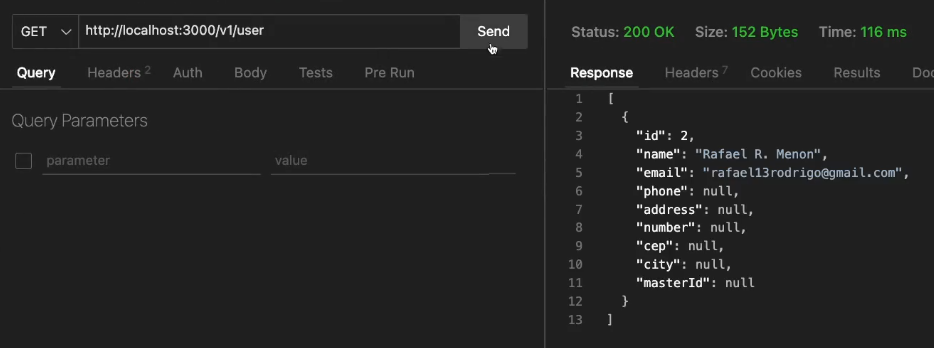 GET http://localhost:3000/v1/user Send
Query Headers 2 Auth Body Tests Pre Run
Query Parameters
parameter value
Status: 200 OK Size: 152 Bytes Time: 116 ms
Response Headers 7 Cookies Results Doc
1 [
2 {
3 "id": 2,
4 "name": "Rafael R. Menon",
5 "email": "rafael13rodrigo@gmail.com",
6 "phone": null,
7 "address": null,
8 "number": null,
9 "cep": null,
10 "city": null,
11 "masterId": null
12 }
13 ]